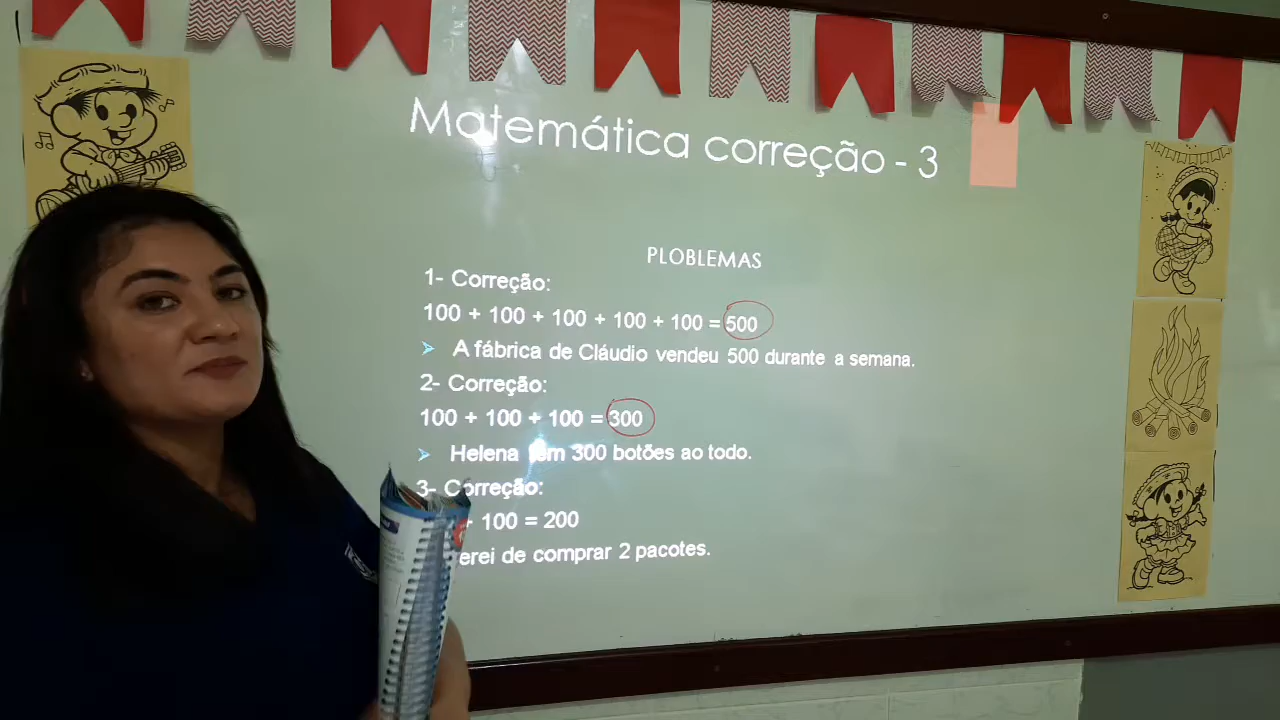 Matemática correção - 3
PLOBLEMAS
1- Correção:
100 + 100 + 100 + 100 + 100 = 500
A fábrica de Cláudio vendeu 500 durante a semana.
2- Correção:
100 + 100 + 100 = 300
Helena tem 300 botões ao todo.
3- Correção:
+ 100 = 200
de comprar 2 pacotes.